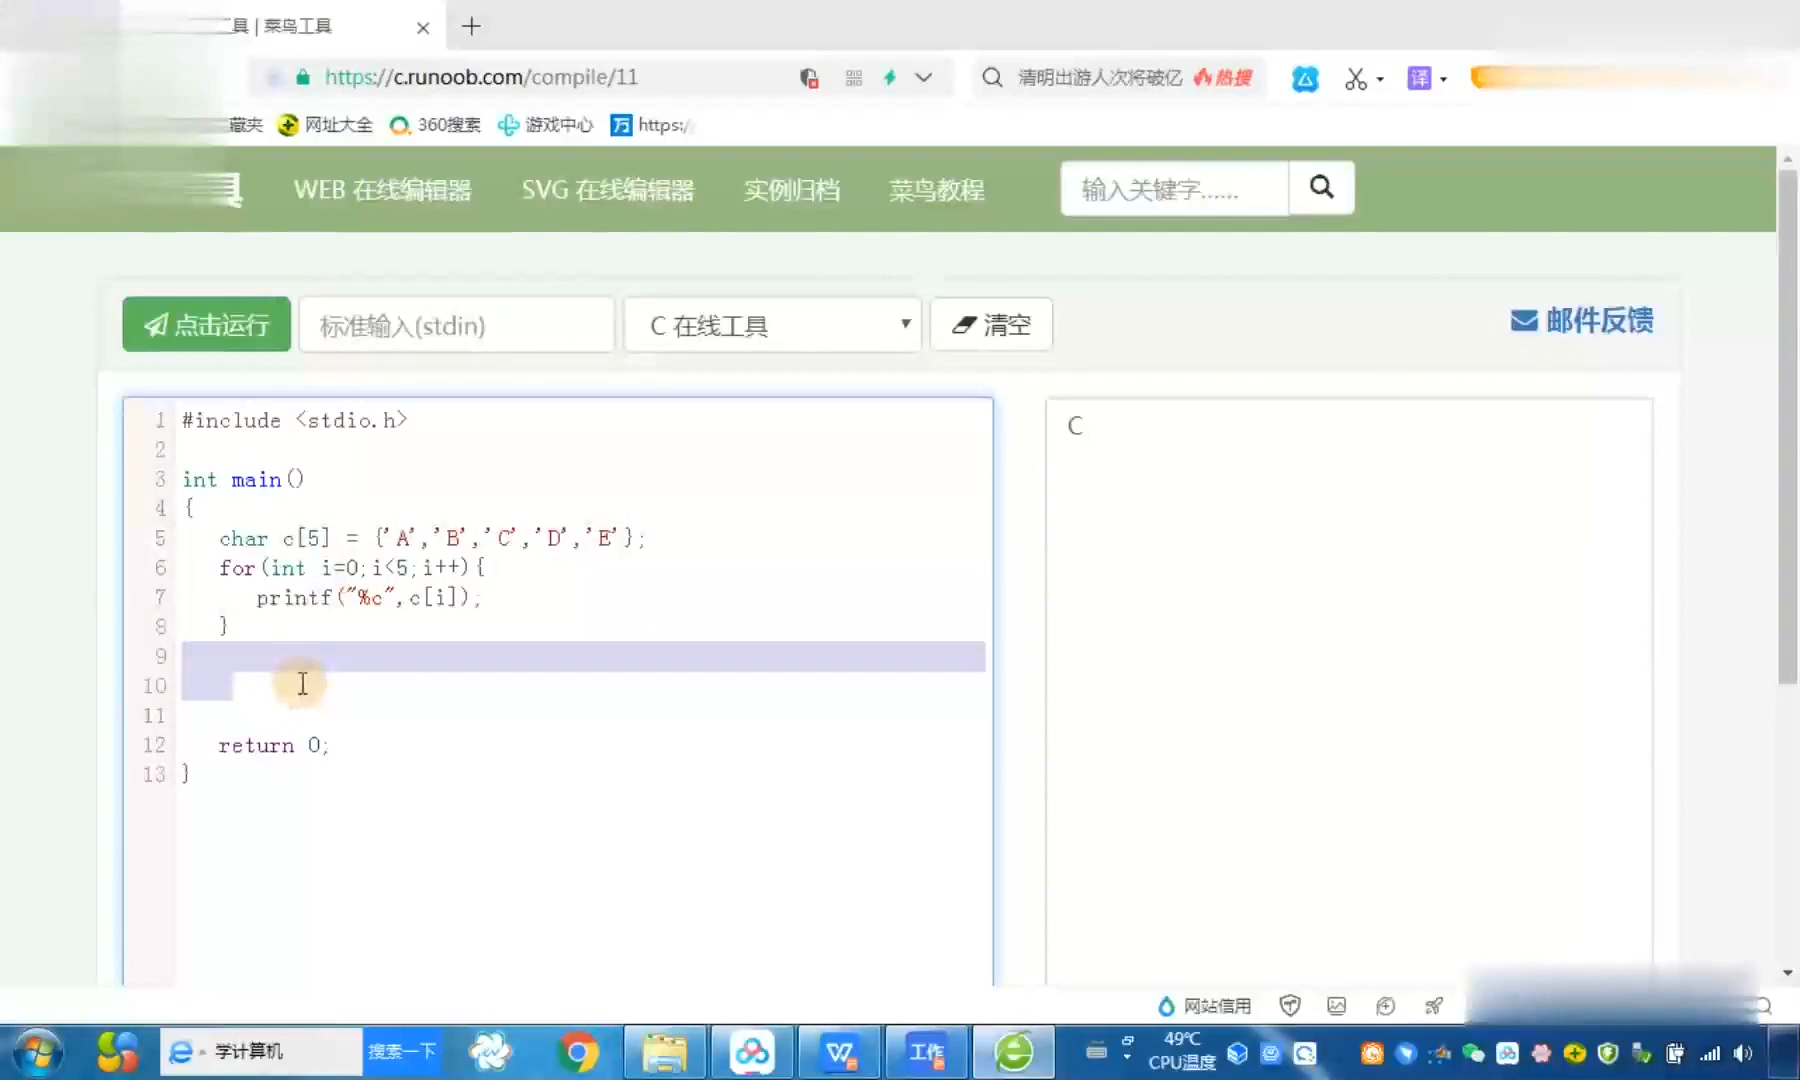 具 | 菜鸟工具
https://c.runoob.com/compile/11
清明出游人次将破亿 热搜
译
藏夹 网址大全 360搜索 游戏中心 万 https:/
WEB 在线编辑器 SVG 在线编辑器 实例归档 菜鸟教程 输入关键字......
点击运行 标准输入(stdin) C 在线工具 清空 邮件反馈
1 #include <stdio.h>
2
3 int main()
4 {
5 char c[5] = {'A','B','C','D','E'};
6 for(int i=0;i<5;i++){
7 printf("%c",c[i]);
8 }
9
10
11
12 return 0;
13 }
C
网站信用
学计算机 搜索一下 工作 49℃
CPU温度